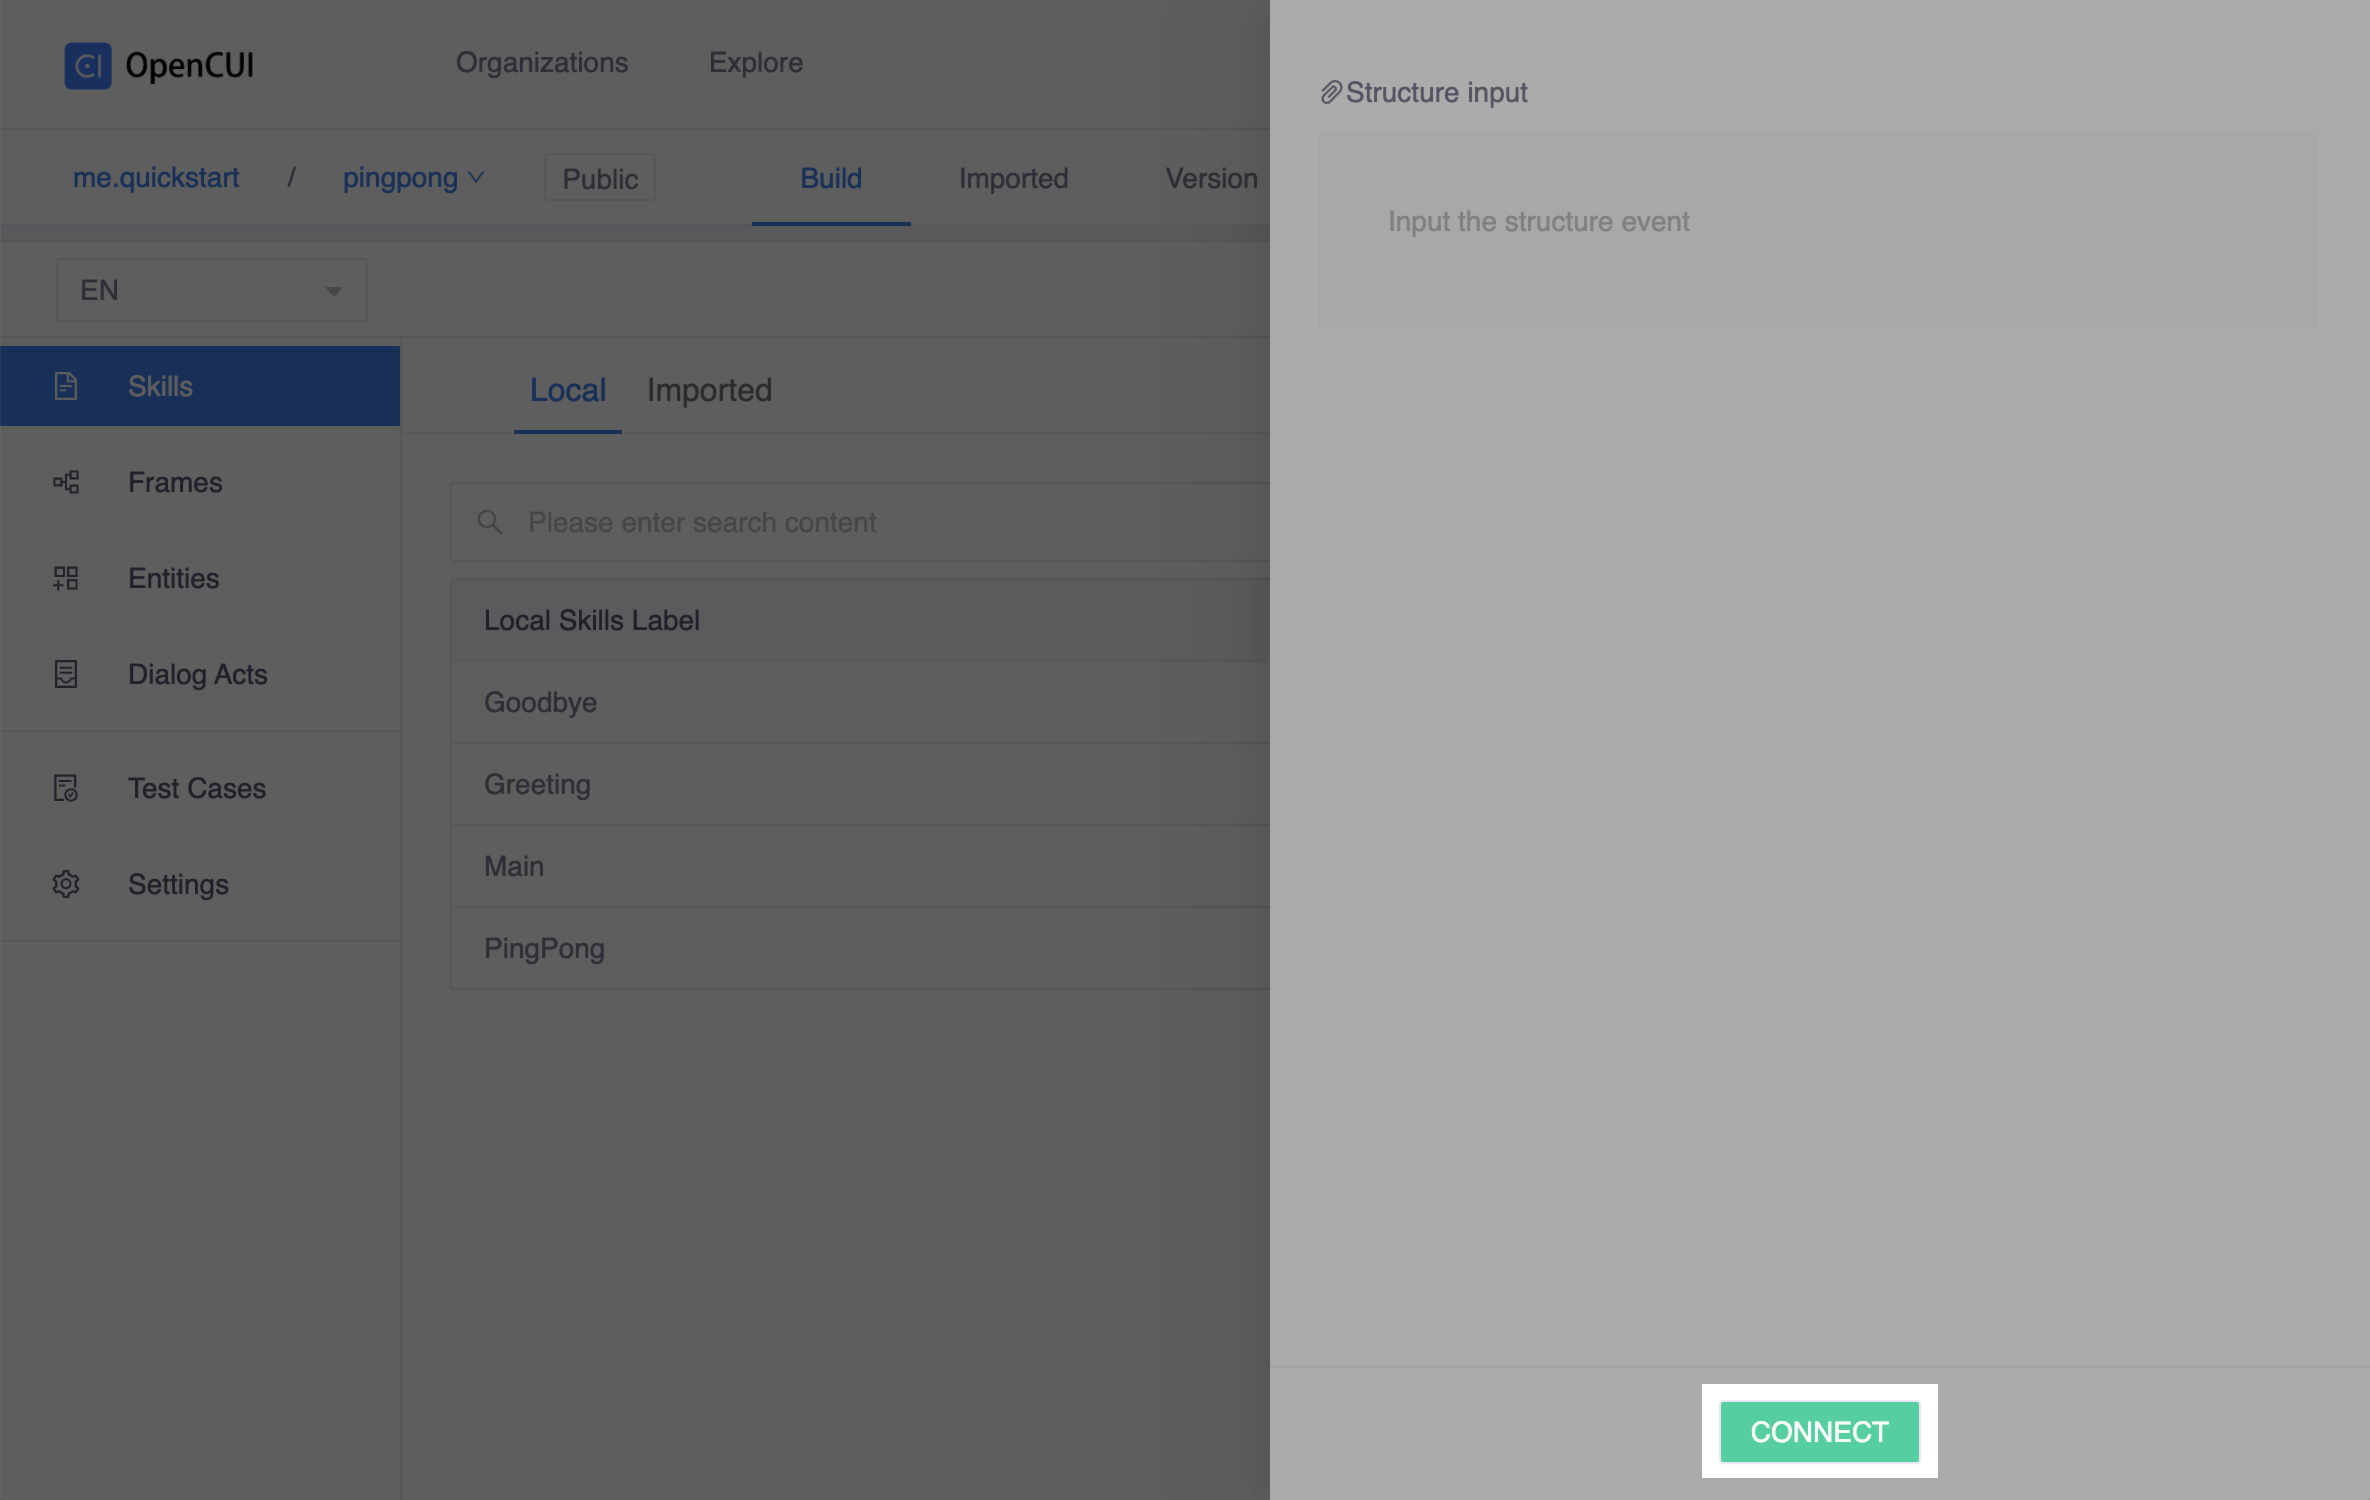 CI OpenCUI
Organizations Explore
me.quickstart / pingpong Public Build Imported Version
EN
Skills
Frames
Entities
Dialog Acts
Test Cases
Settings
Local Imported
Please enter search content
Local Skills Label
Goodbye
Greeting
Main
PingPong
Structure input
Input the structure event
CONNECT